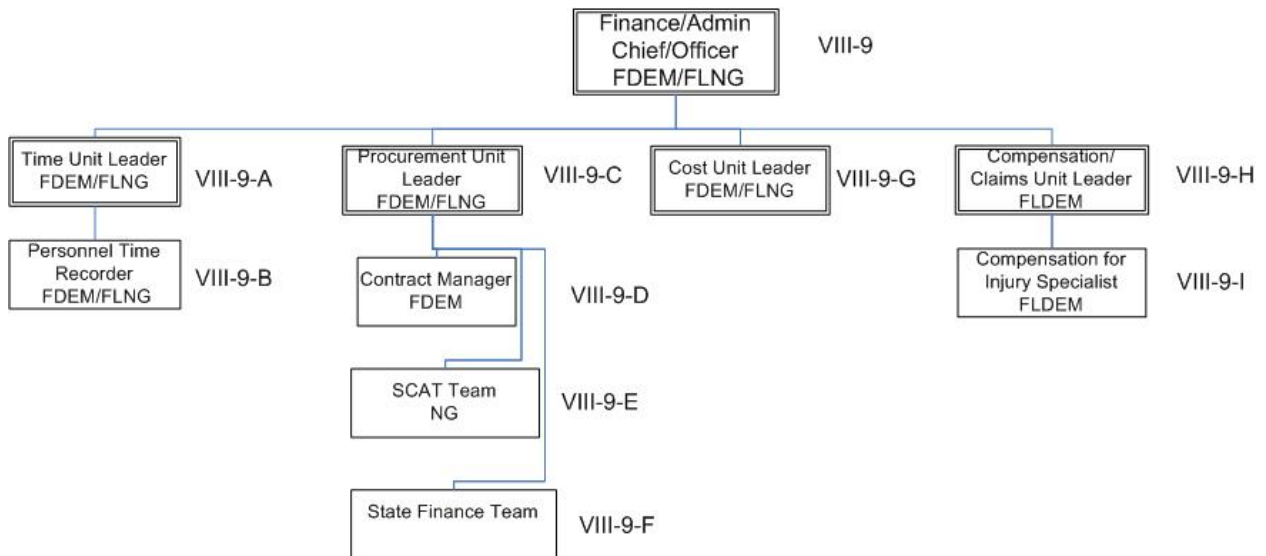 Finance/Admin
Chief/Officer
FDEM/FLNG
VIII-9
Time Unit Leader
FDEM/FLNG
VIII-9-A
Procurement Unit
Leader
FDEM/FLNG
VIII-9-C
Cost Unit Leader
FDEM/FLNG
VIII-9-G
Compensation/
Claims Unit Leader
FLDEM
VIII-9-H
Personnel Time
Recorder
FDEM/FLNG
VIII-9-B
Contract Manager
FDEM
VIII-9-D
Compensation for
Injury Specialist
FLDEM
VIII-9-I
SCAT Team
NG
VIII-9-E
State Finance Team
VIII-9-F